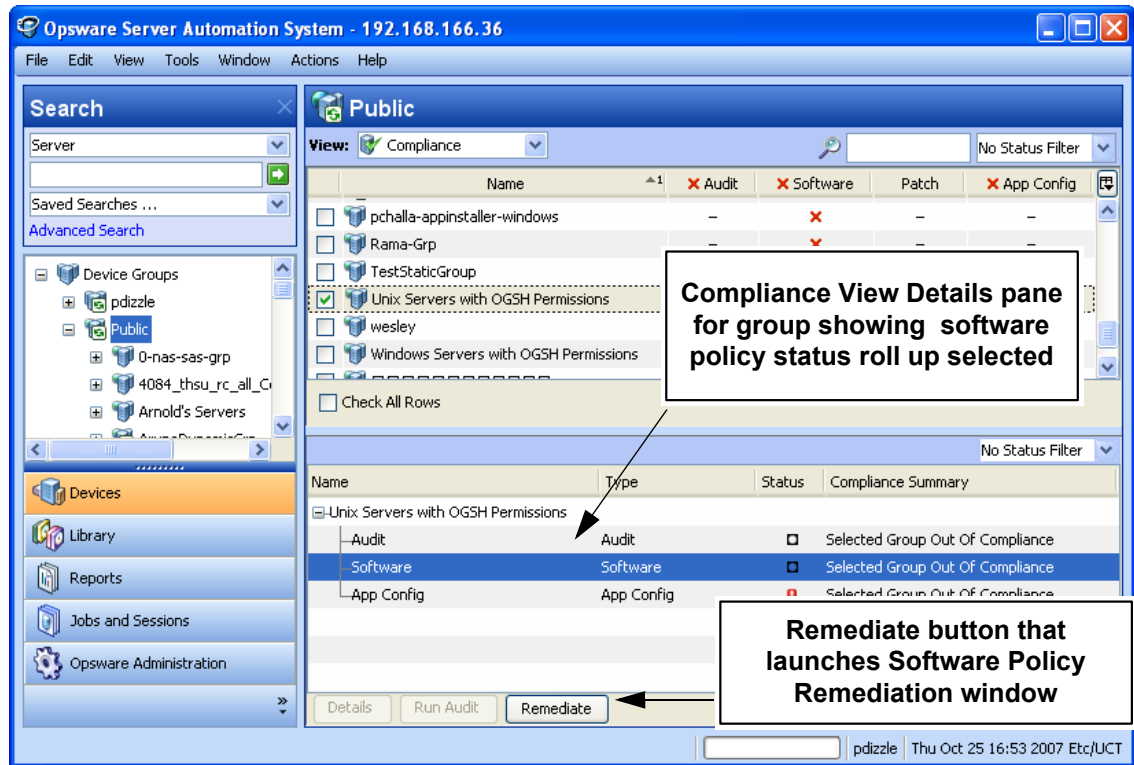 Opsware Server Automation System - 192.168.166.36
File Edit View Tools Window Actions Help
Search
Server
Saved Searches ...
Advanced Search
Device Groups
pdizzle
Public
0-nas-sas-grp
4084_thsu_rc_all_C
Arnold's Servers
Devices
Library
Reports
Jobs and Sessions
Opsware Administration
Public
View: Compliance No Status Filter
Name 1 Audit Software Patch App Config
pchalla-appinstaller-windows – –  –
Rama-Grp – – –
TestStaticGroup
Unix Servers with OGSH Permissions
wesley
Windows Servers with OGSH Permissions
Check All Rows
Compliance View Details pane
for group showing software
policy status roll up selected
No Status Filter
Name Type Status Compliance Summary
Unix Servers with OGSH Permissions
Audit Audit Selected Group Out Of Compliance
Software Software Selected Group Out Of Compliance
App Config App Config Selected Group Out Of Compliance
Remediate button that
launches Software Policy
Remediation window
Details Run Audit Remediate
pdizzle Thu Oct 25 16:53 2007 Etc/UCT